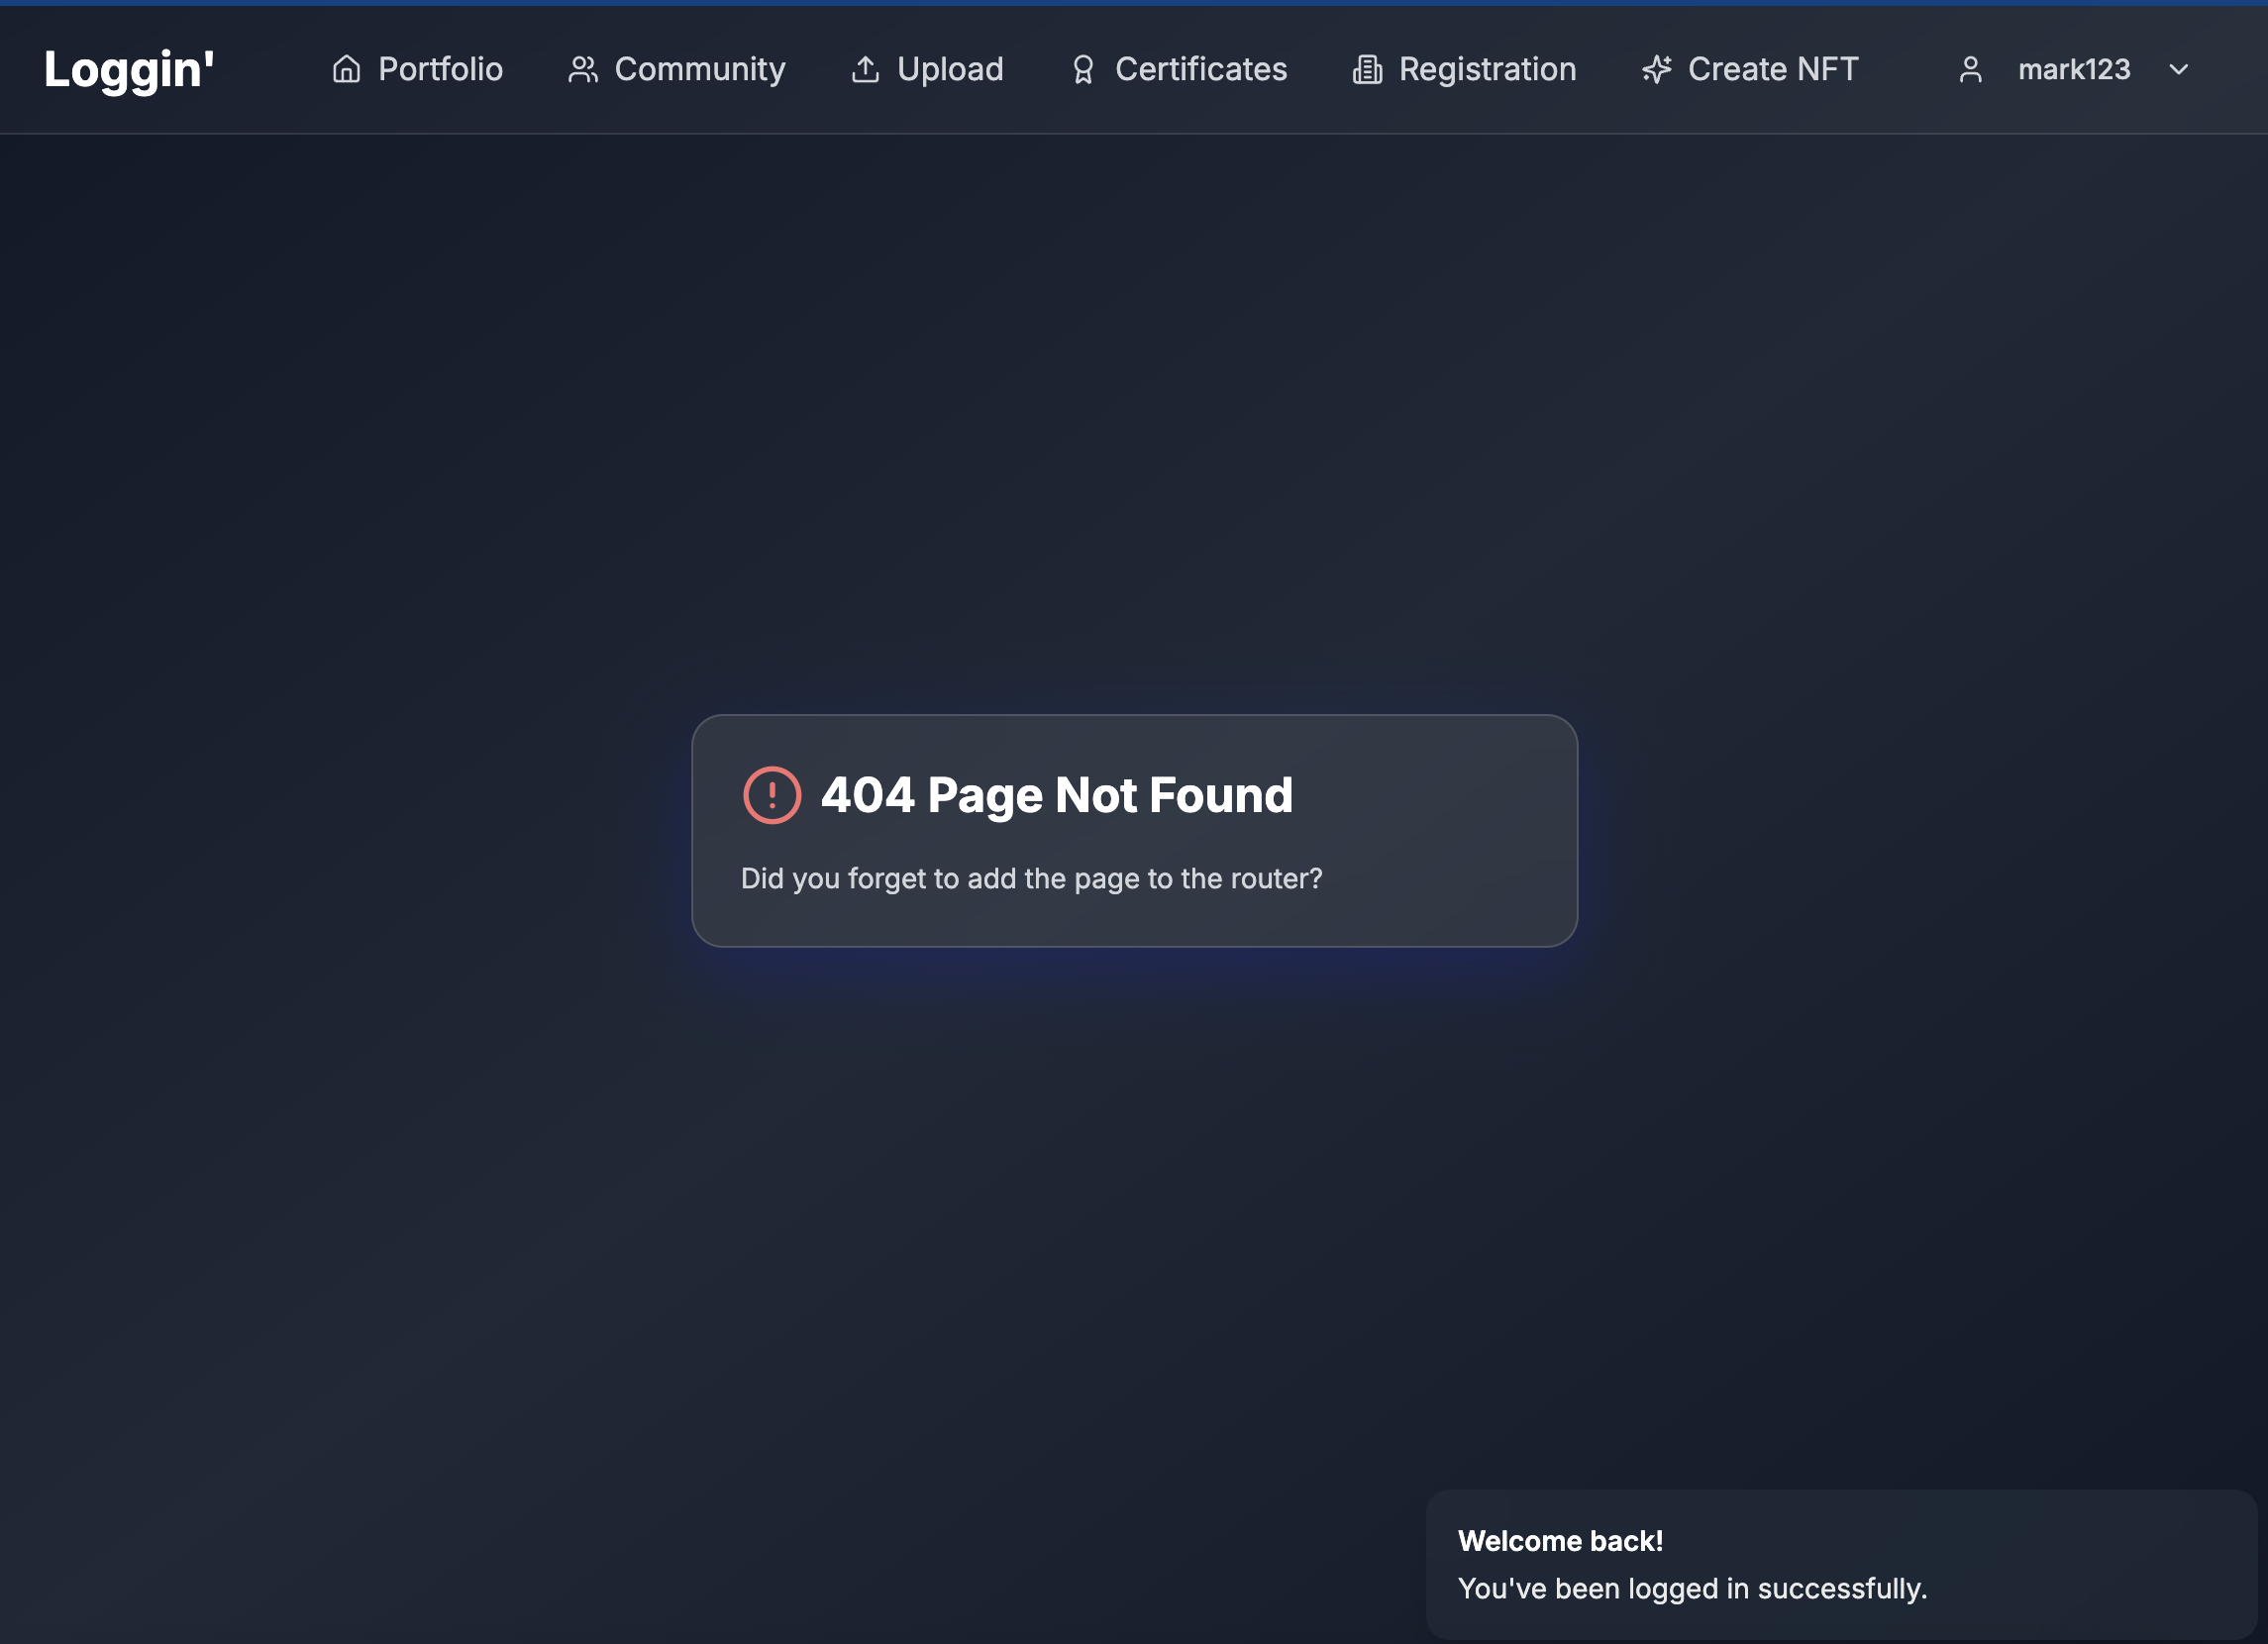 Loggin'
Portfolio
Community
Upload
Certificates
Registration
Create NFT
mark123
404 Page Not Found
Did you forget to add the page to the router?
Welcome back!
You've been logged in successfully.